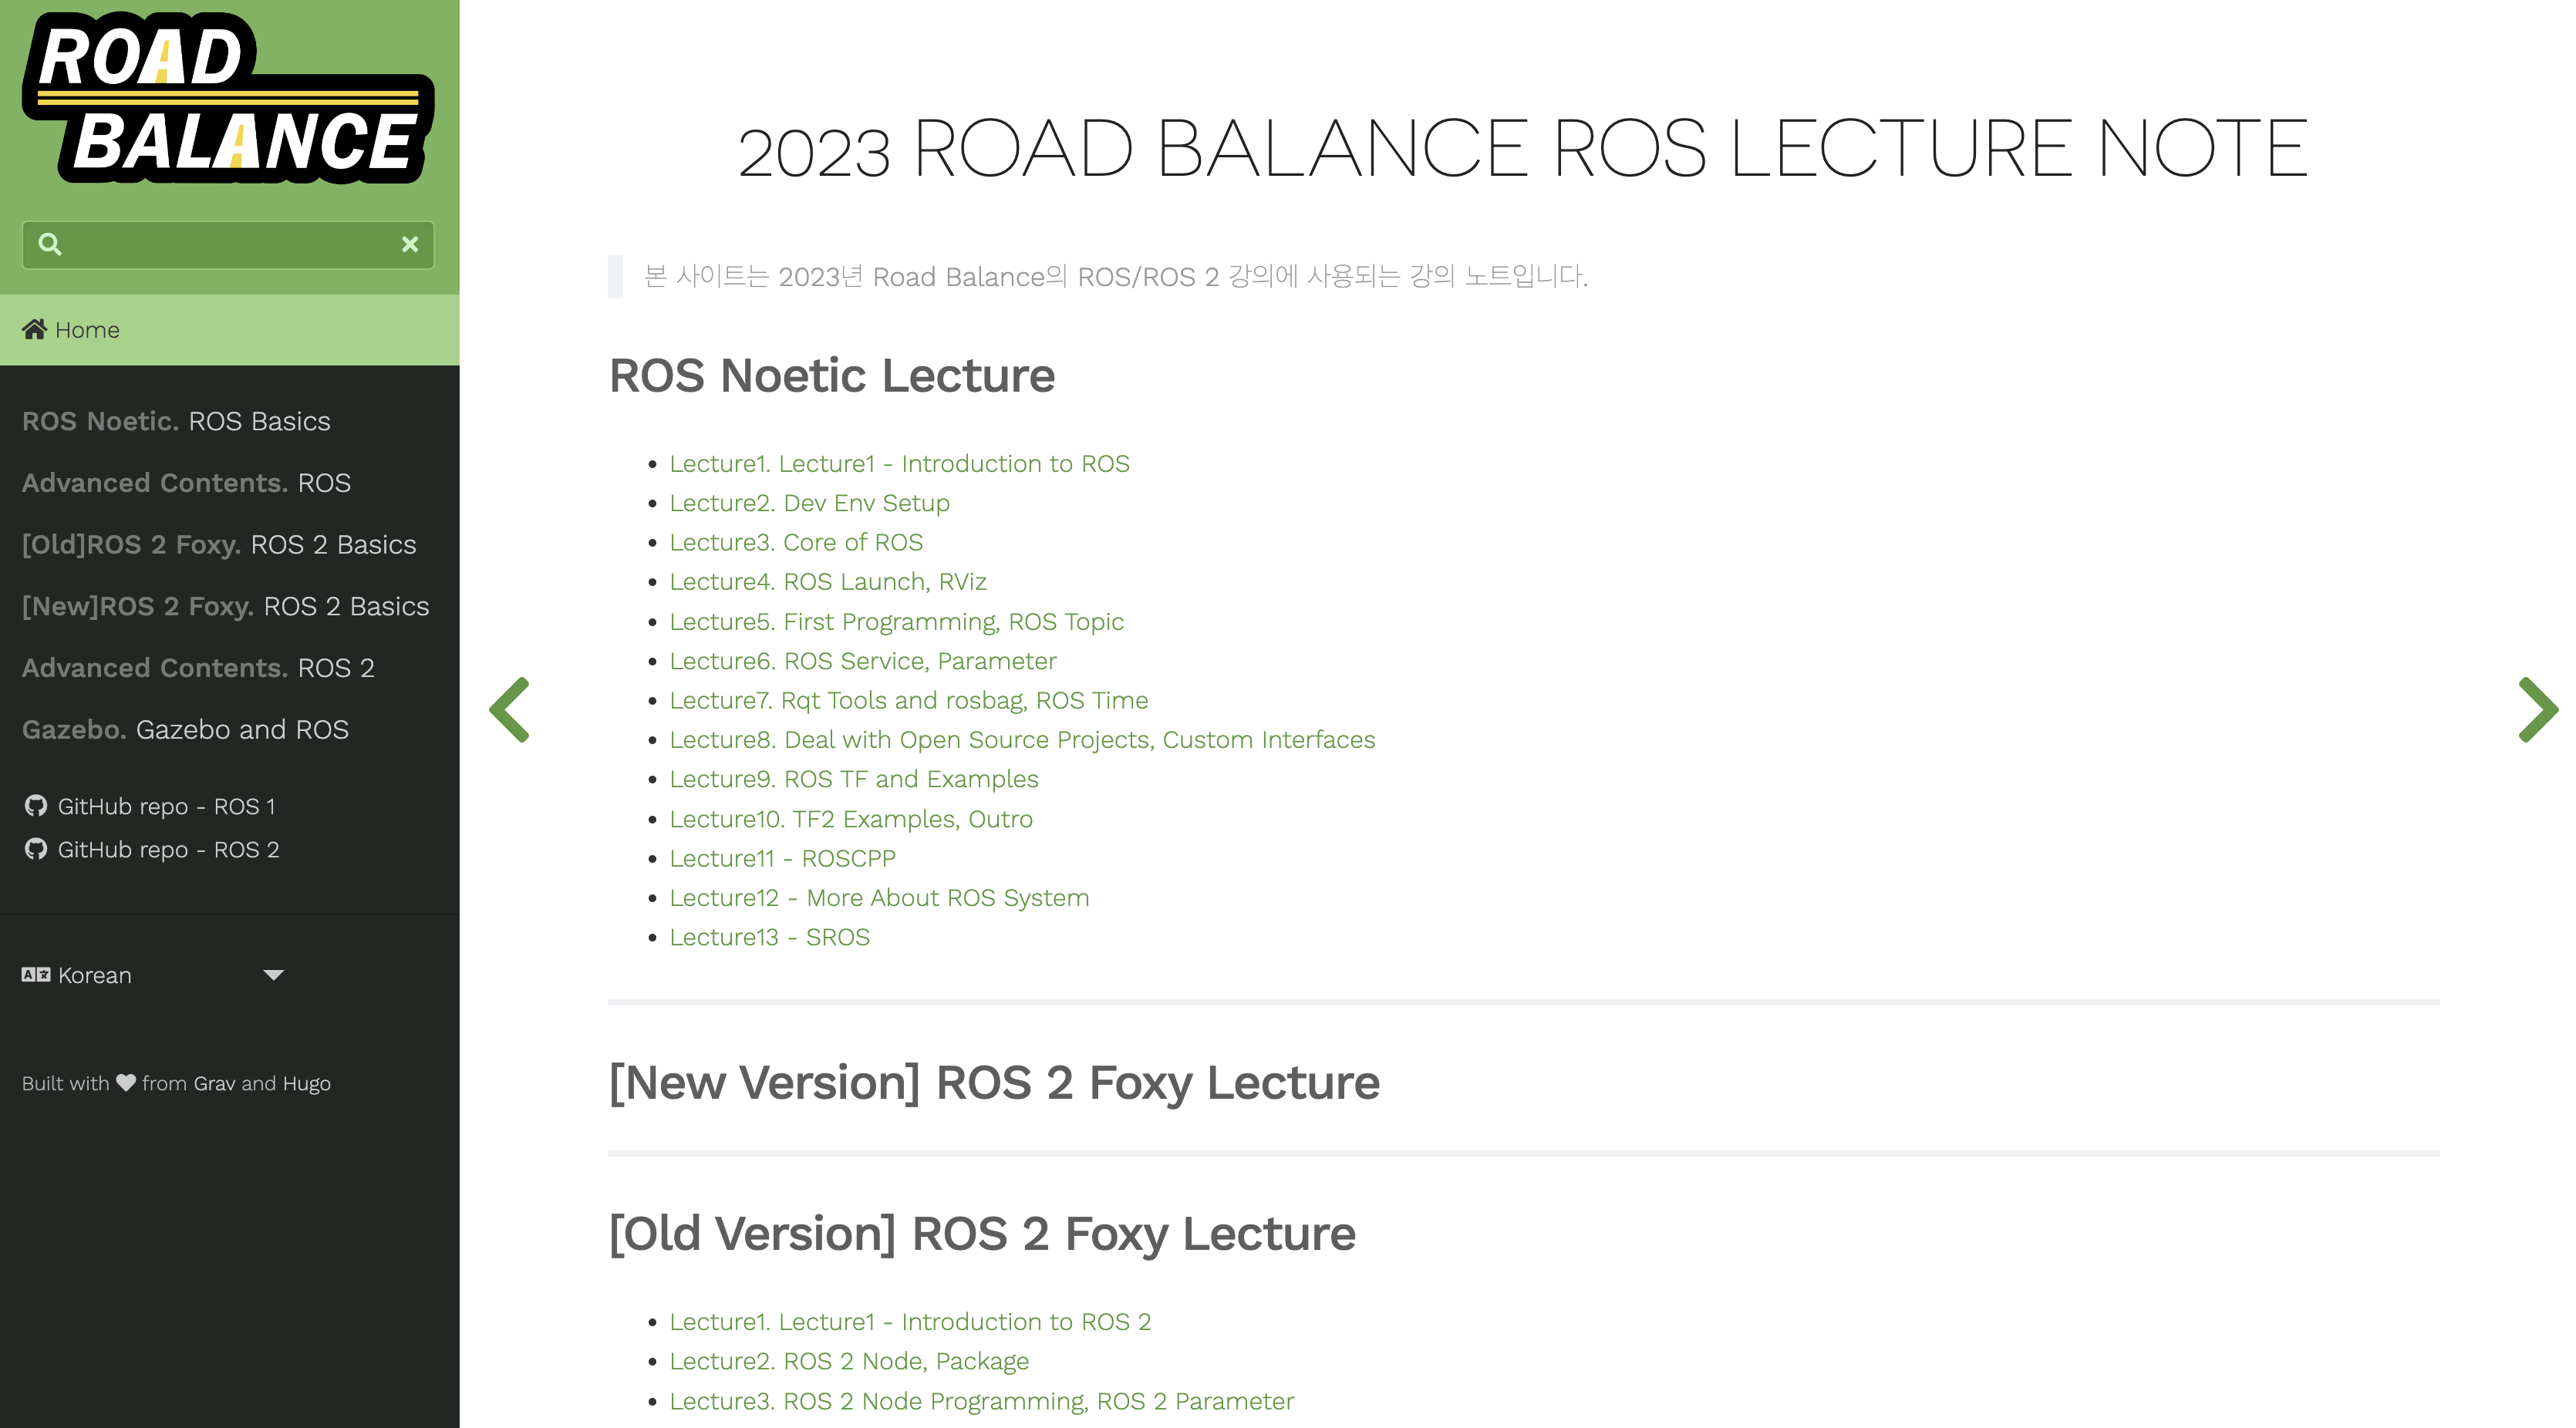 ROAD
BALANCE
Home
ROS Noetic. ROS Basics
Advanced Contents. ROS
[Old]ROS 2 Foxy. ROS 2 Basics
[New]ROS 2 Foxy. ROS 2 Basics
Advanced Contents. ROS 2
Gazebo. Gazebo and ROS
GitHub repo - ROS 1
GitHub repo - ROS 2
Korean
Built with from Grav and Hugo
2023 ROAD BALANCE ROS LECTURE NOTE
본 사이트는 2023년 Road Balance의 ROS/ROS 2 강의에 사용되는 강의 노트입니다.
ROS Noetic Lecture
Lecture1. Lecture1 - Introduction to ROS
Lecture2. Dev Env Setup
Lecture3. Core of ROS
Lecture4. ROS Launch, RViz
Lecture5. First Programming, ROS Topic
Lecture6. ROS Service, Parameter
Lecture7. Rqt Tools and rosbag, ROS Time
Lecture8. Deal with Open Source Projects, Custom Interfaces
Lecture9. ROS TF and Examples
Lecture10. TF2 Examples, Outro
Lecture11 - ROSCPP
Lecture12 - More About ROS System
Lecture13 - SROS
[New Version] ROS 2 Foxy Lecture
[Old Version] ROS 2 Foxy Lecture
Lecture1. Lecture1 - Introduction to ROS 2
Lecture2. ROS 2 Node, Package
Lecture3. ROS 2 Node Programming, ROS 2 Parameter